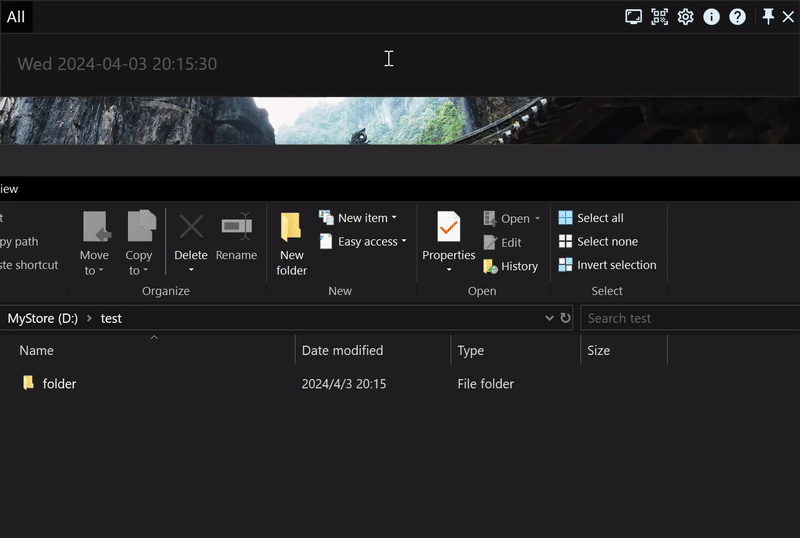 All
Wed 2024-04-03 20:15:30
iew
t
py path
ste shortcut
Move to
Copy to
Delete
Rename
Organize
New folder
New item
Easy access
New
Properties
Open
Edit
History
Open
Select all
Select none
Invert selection
Select
MyStore (D:) > test
Search test
Name Date modified Type Size
folder 2024/4/3 20:15 File folder